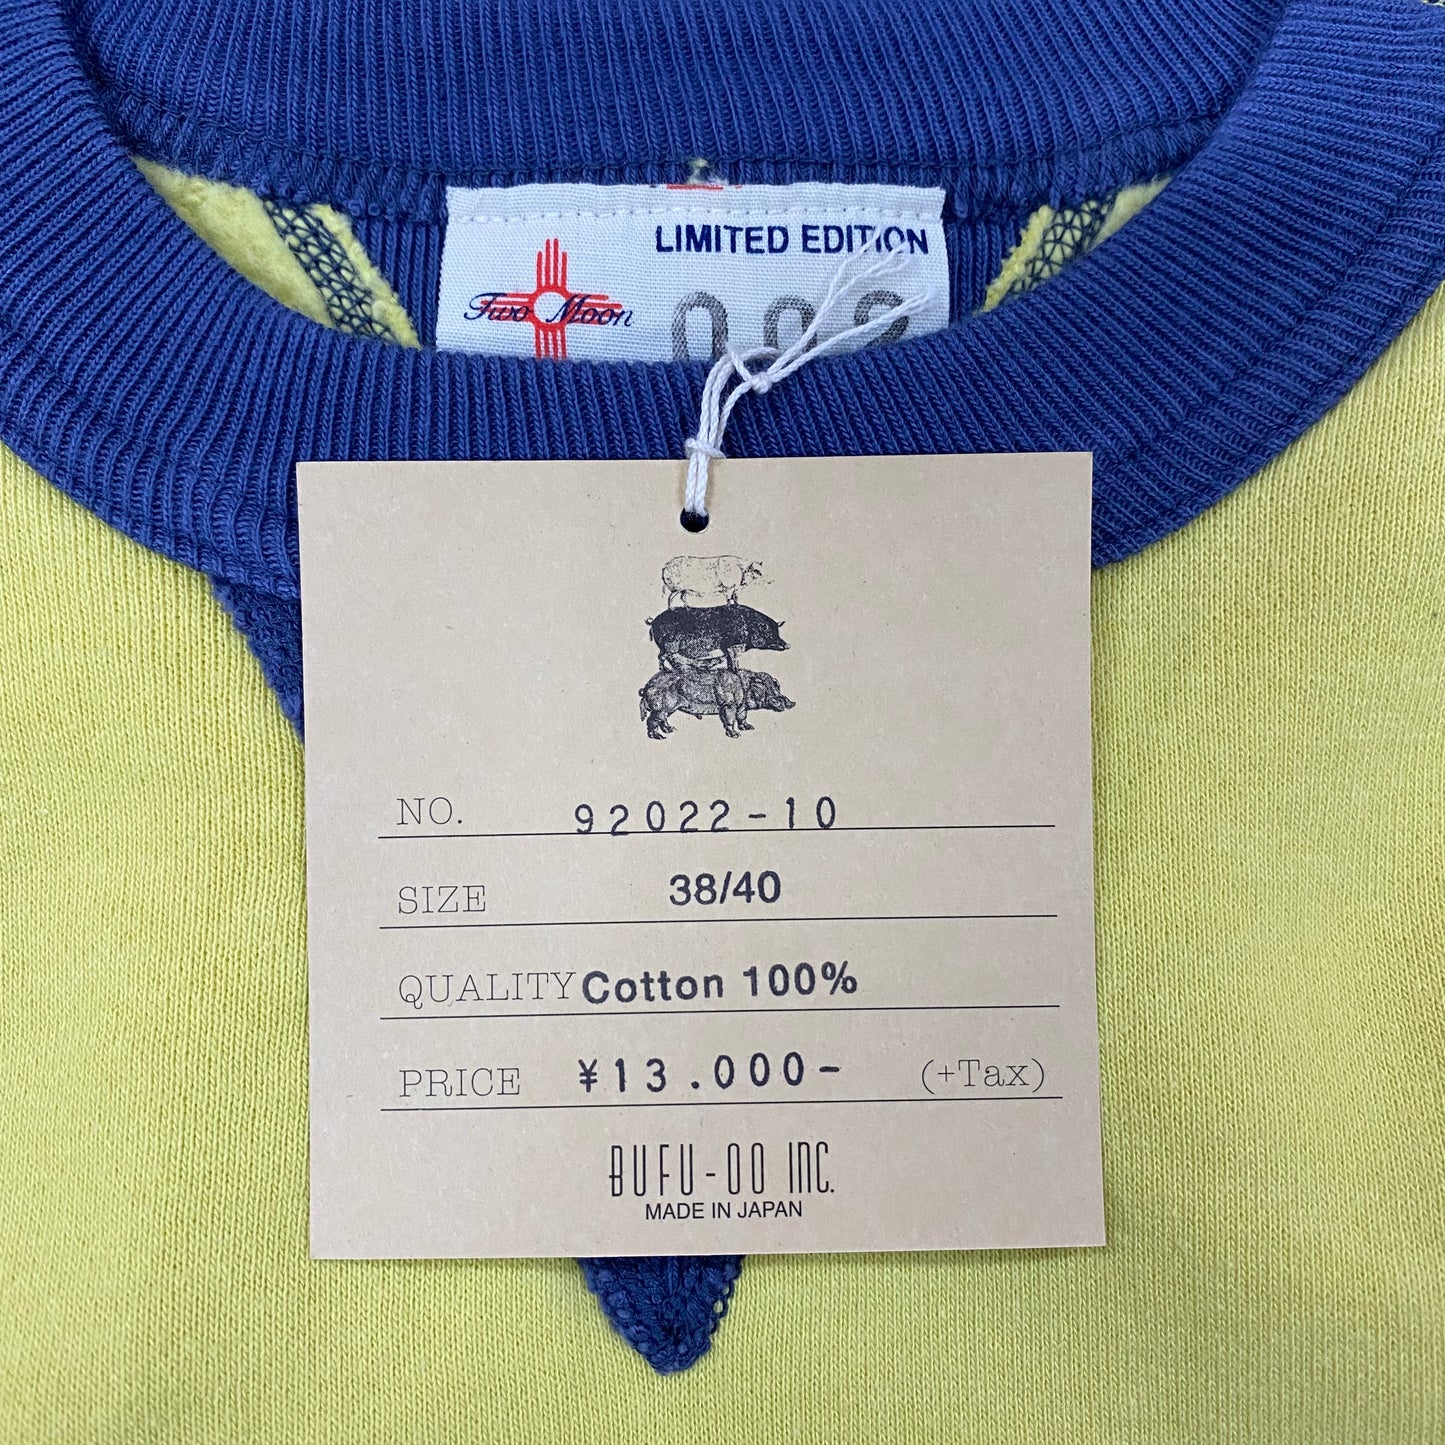 LIMITED EDITION
Two Moon
NO. 92022-10
SIZE 38/40
QUALITY Cotton 100%
PRICE ¥13.000- (+Tax)
BUFU-OO INC.
MADE IN JAPAN